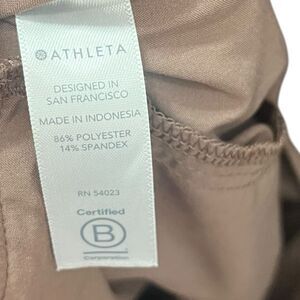 ATHLETA
DESIGNED IN
SAN FRANCISCO
MADE IN INDONESIA
86% POLYESTER
14% SPANDEX
RN 54023
Certified
B
Corporation